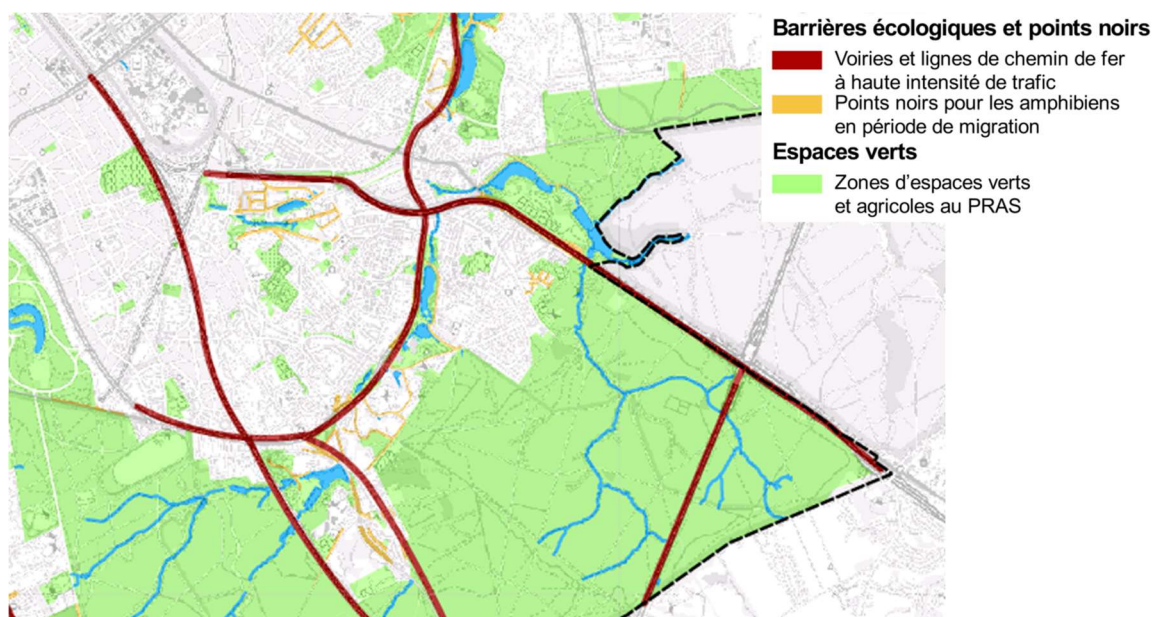 Barrières écologiques et points noirs
Voiries et lignes de chemin de fer
à haute intensité de trafic
Points noirs pour les amphibiens
en période de migration
Espaces verts
Zones d'espaces verts
et agricoles au PRAS